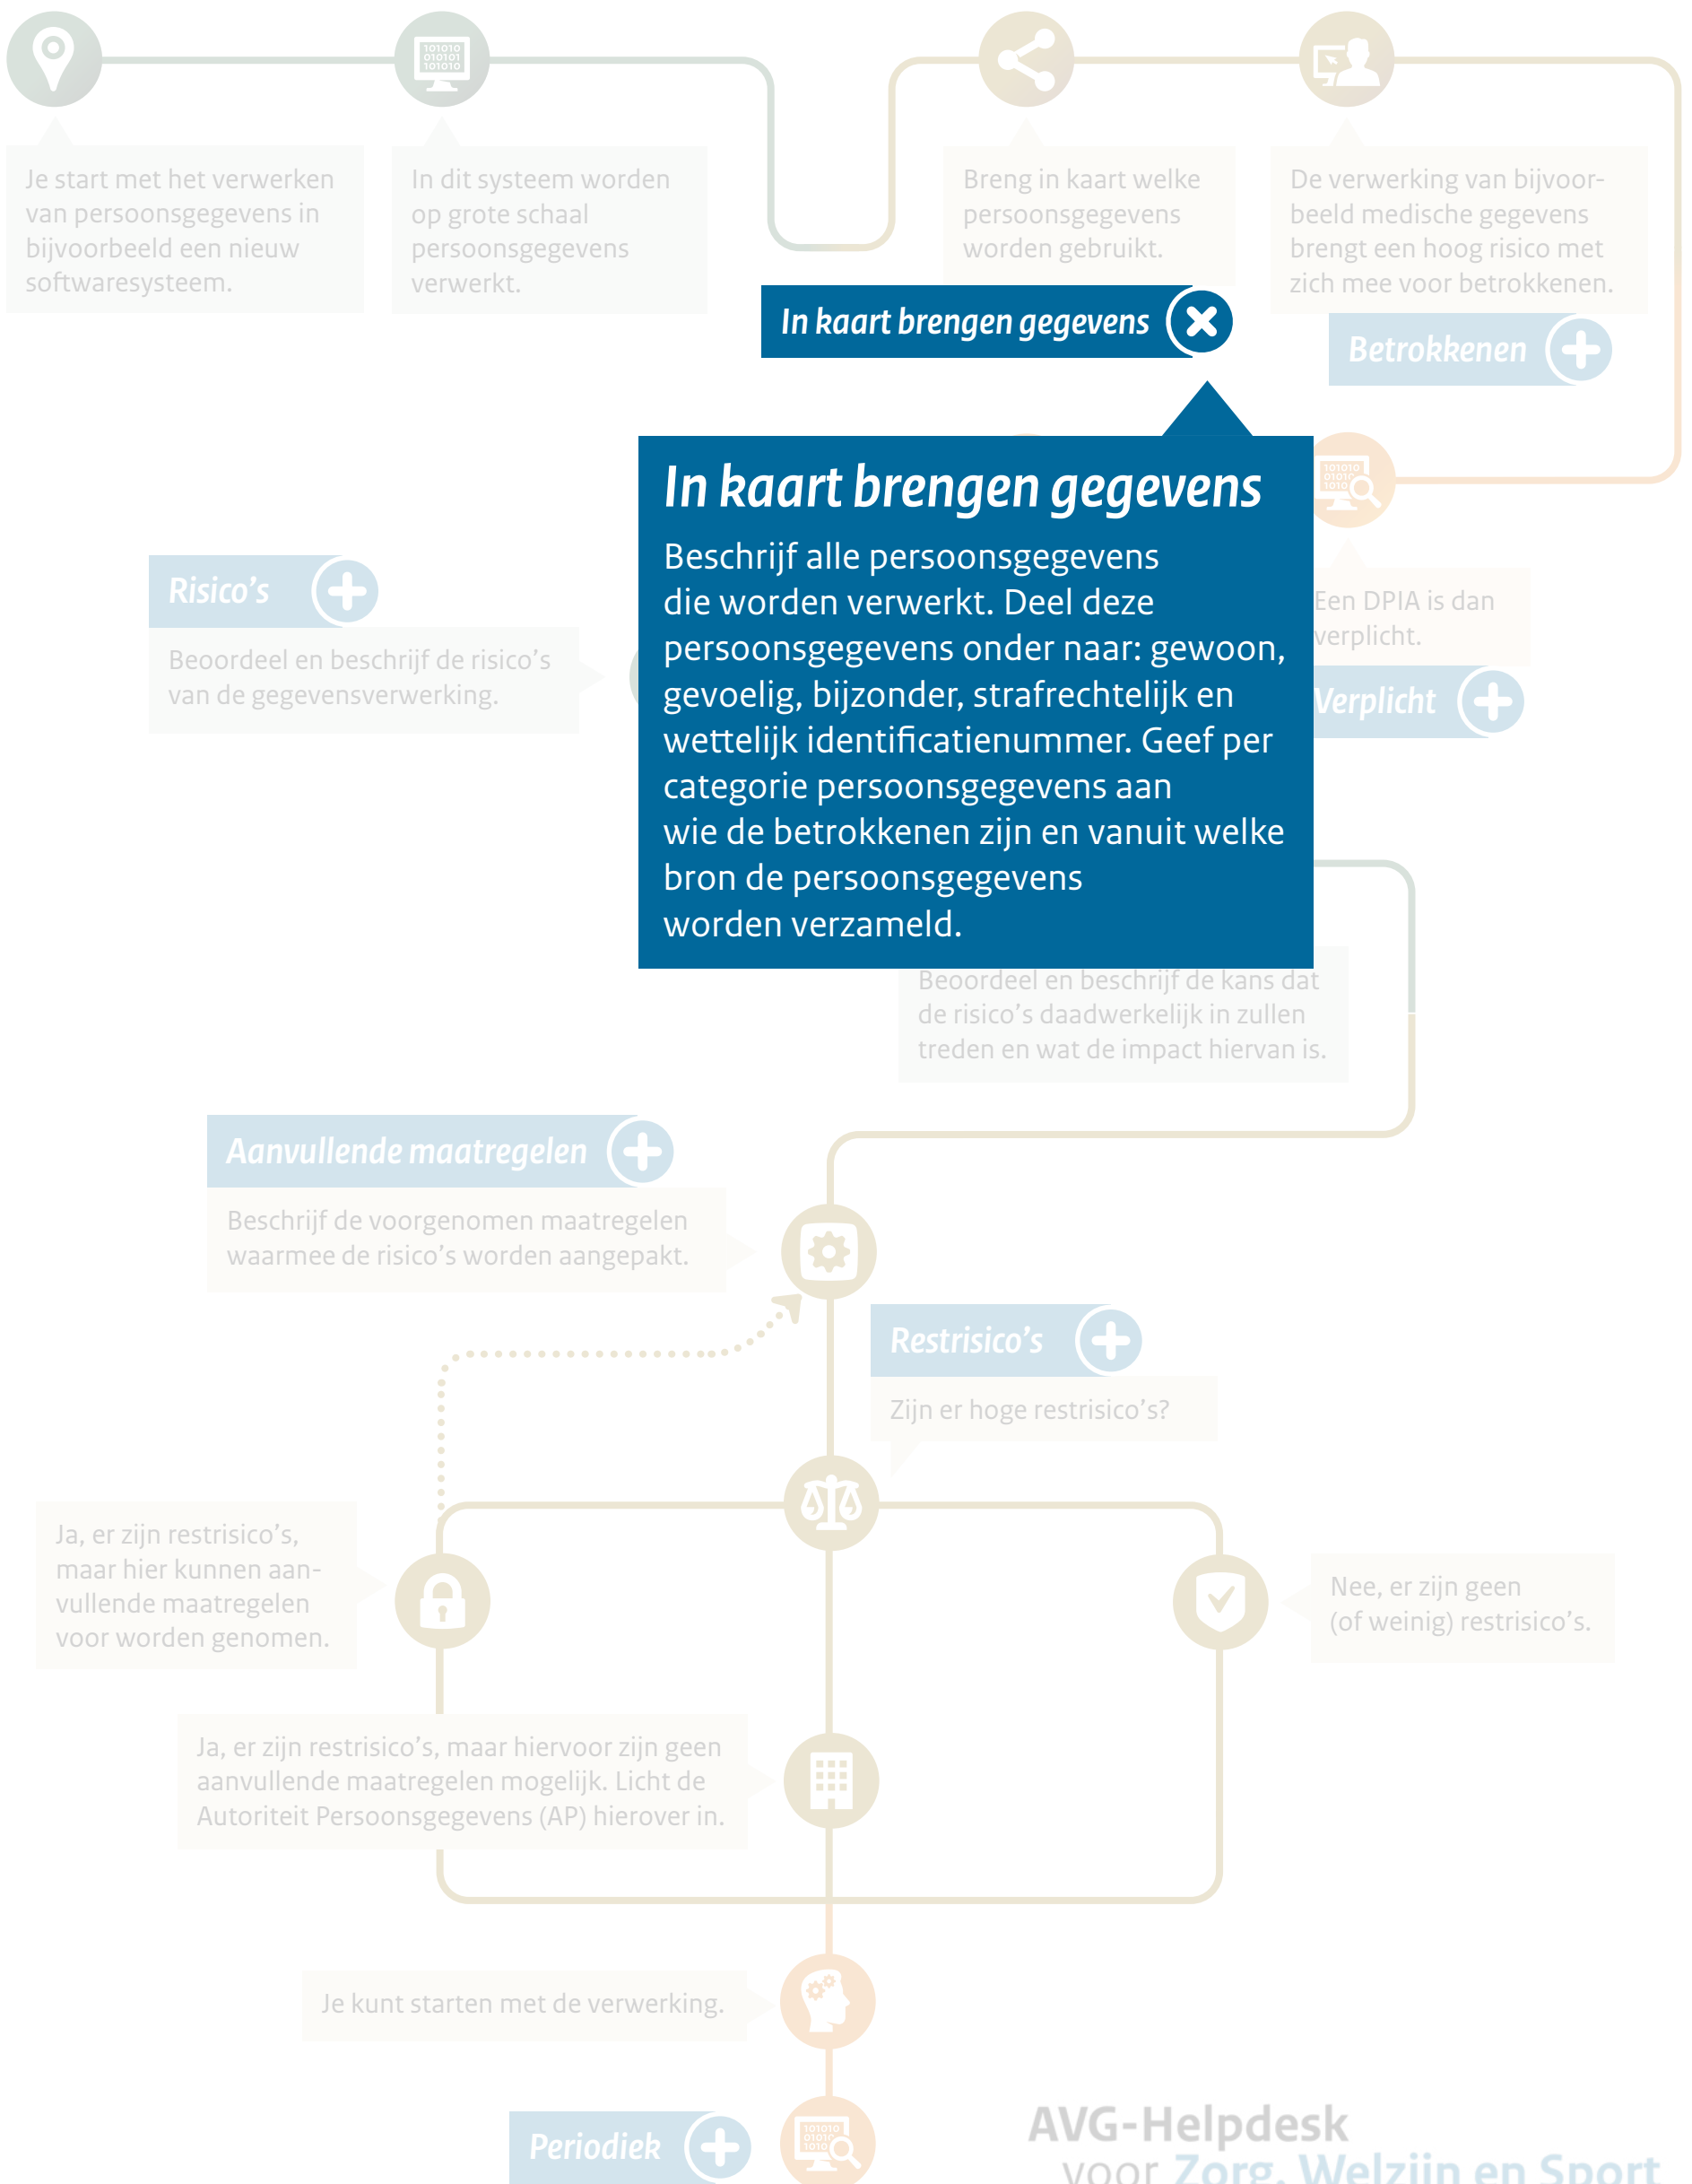 Je start met het verwerken
van persoonsgegevens in
bijvoorbeeld een nieuw
softwaresysteem.
In dit systeem worden
op grote schaal
persoonsgegevens
verwerkt.
Breng in kaart welke
persoonsgegevens
worden gebruikt.
De verwerking van bijvoor-
beeld medische gegevens
brengt een hoog risico met
zich mee voor betrokkenen.
In kaart brengen gegevens
Betrokkenen
In kaart brengen gegevens
Beschrijf alle persoonsgegevens
die worden verwerkt. Deel deze
persoonsgegevens onder naar: gewoon,
gevoelig, bijzonder, strafrechtelijk en
wettelijk identificatienummer. Geef per
categorie persoonsgegevens aan
wie de betrokkenen zijn en vanuit welke
bron de persoonsgegevens
worden verzameld.
Een DPIA is dan
verplicht.
Verplicht
Risico's
Beoordeel en beschrijf de risico's
van de gegevensverwerking.
Beoordeel en beschrijf de kans dat
de risico's daadwerkelijk in zullen
treden en wat de impact hiervan is.
Aanvullende maatregelen
Beschrijf de voorgenomen maatregelen
waarmee de risico's worden aangepakt.
Restrisico's
Zijn er hoge restrisico's?
Ja, er zijn restrisico's,
maar hier kunnen aan-
vullende maatregelen
voor worden genomen.
Nee, er zijn geen
(of weinig) restrisico's.
Ja, er zijn restrisico's, maar hiervoor zijn geen
aanvullende maatregelen mogelijk. Licht de
Autoriteit Persoonsgegevens (AP) hierover in.
Je kunt starten met de verwerking.
Periodiek
AVG-Helpdesk
voor Zorg, Welzijn en Sport